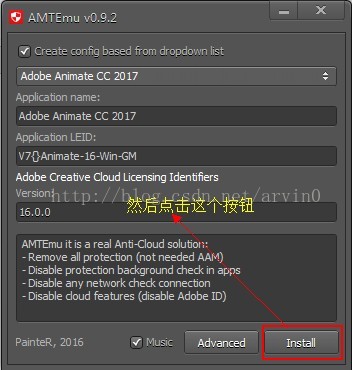 AMTEmu v0.9.2
Create config based from dropdown list
Adobe Animate CC 2017
Application name:
Adobe Animate CC 2017
Application LEID:
V7{}Animate-16-Win-GM
Adobe Creative Cloud Licensing Identifiers
Version:
http://blog.csdn.net/arvin0
16.0.0
然后点击这个按钮
AMTEmu it is a real Anti-Cloud solution:
- Remove all protection (not needed AAM)
- Disable protection background check in apps
- Disable any network check connection
- Disable cloud features (disable Adobe ID)
PainteR, 2016
Music
Advanced
Install